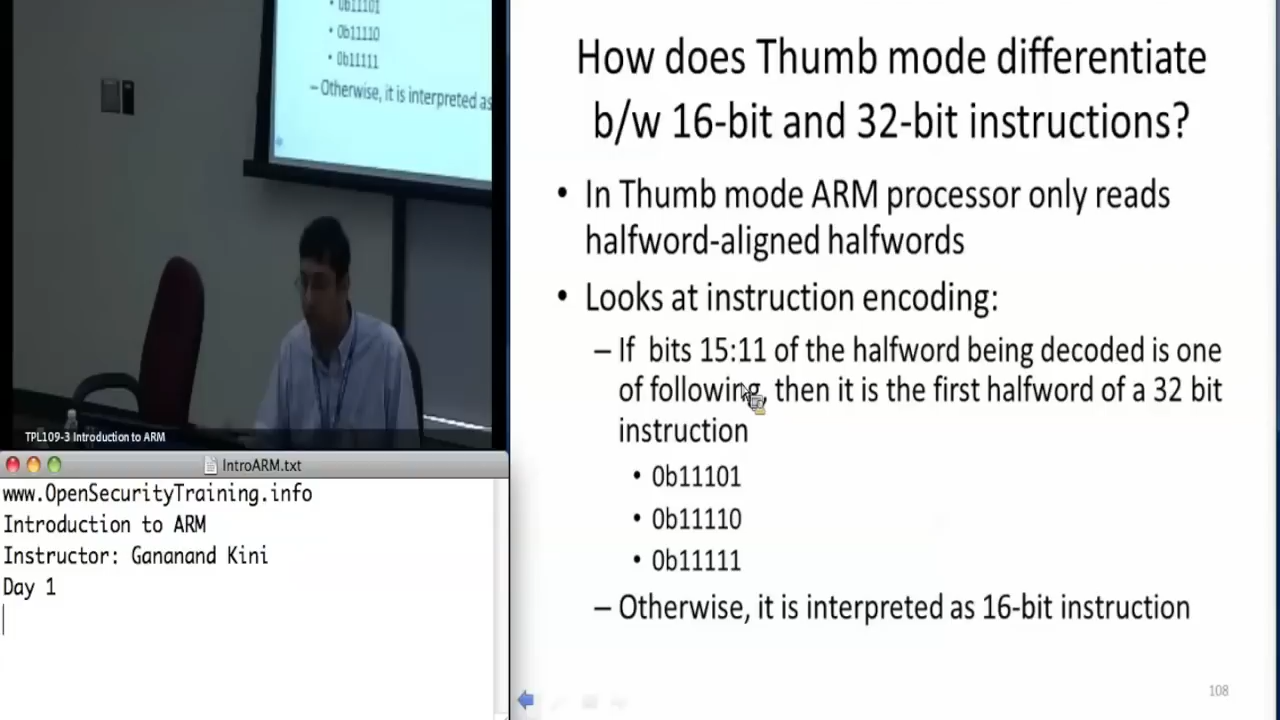 0b11101
• 0b11110
• 0b11111
–Otherwise, it is interpreted as
TPL109-3 Introduction to ARM
IntroARM.txt
www.OpenSecurityTraining.info
Introduction to ARM
Instructor: Gananand Kini
Day 1
How does Thumb mode differentiate
b/w 16-bit and 32-bit instructions?
• In Thumb mode ARM processor only reads
halfword-aligned halfwords
• Looks at instruction encoding:
– If bits 15:11 of the halfword being decoded is one
of following, then it is the first halfword of a 32 bit
instruction
• 0b11101
• 0b11110
• 0b11111
– Otherwise, it is interpreted as 16-bit instruction
108